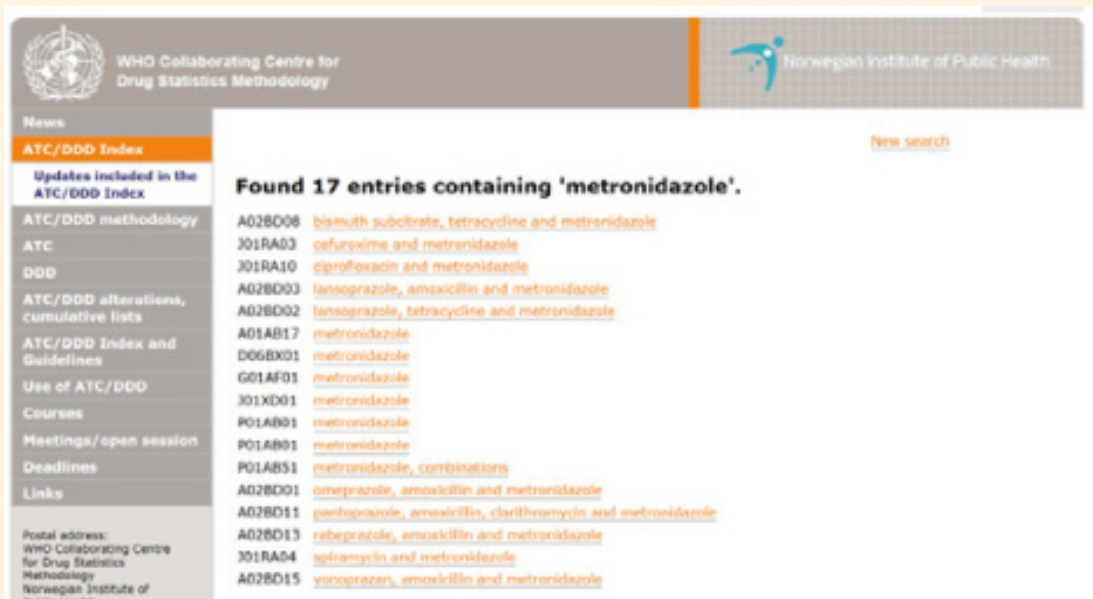 WHO Collaborating Centre for
Drug Statistics Methodology
Norwegian Institute of Public Health
News
ATC/DDD Index
Updates included in the
ATC/DDD Index
ATC/DDD methodology
ATC
DDD
ATC/DDD alterations,
cumulative lists
ATC/DDD Index and
Guidelines
Use of ATC/DDD
Courses
Meetings/open session
Deadlines
Links
Postal address:
WHO Collaborating Centre
for Drug Statistics
Methodology
Norwegian Institute of
New search
Found 17 entries containing 'metronidazole'.
A02BD08 bismuth subcitrate, tetracycline and metronidazole
J01RA03 cefuroxime and metronidazole
J01RA10 ciprofloxacin and metronidazole
A02BD03 lansoprazole, amoxicillin and metronidazole
A02BD02 lansoprazole, tetracycline and metronidazole
A01AB17 metronidazole
D06BX01 metronidazole
G01AF01 metronidazole
J01XD01 metronidazole
P01AB01 metronidazole
P01AB01 metronidazole
P01AB51 metronidazole, combinations
A02BD01 omeprazole, amoxicillin and metronidazole
A02BD11 pantoprazole, amoxicillin, clarithromycin and metronidazole
A02BD13 rabeprazole, amoxicillin and metronidazole
J01RA04 spiramycin and metronidazole
A02BD15 vonoprazan, amoxicillin and metronidazole